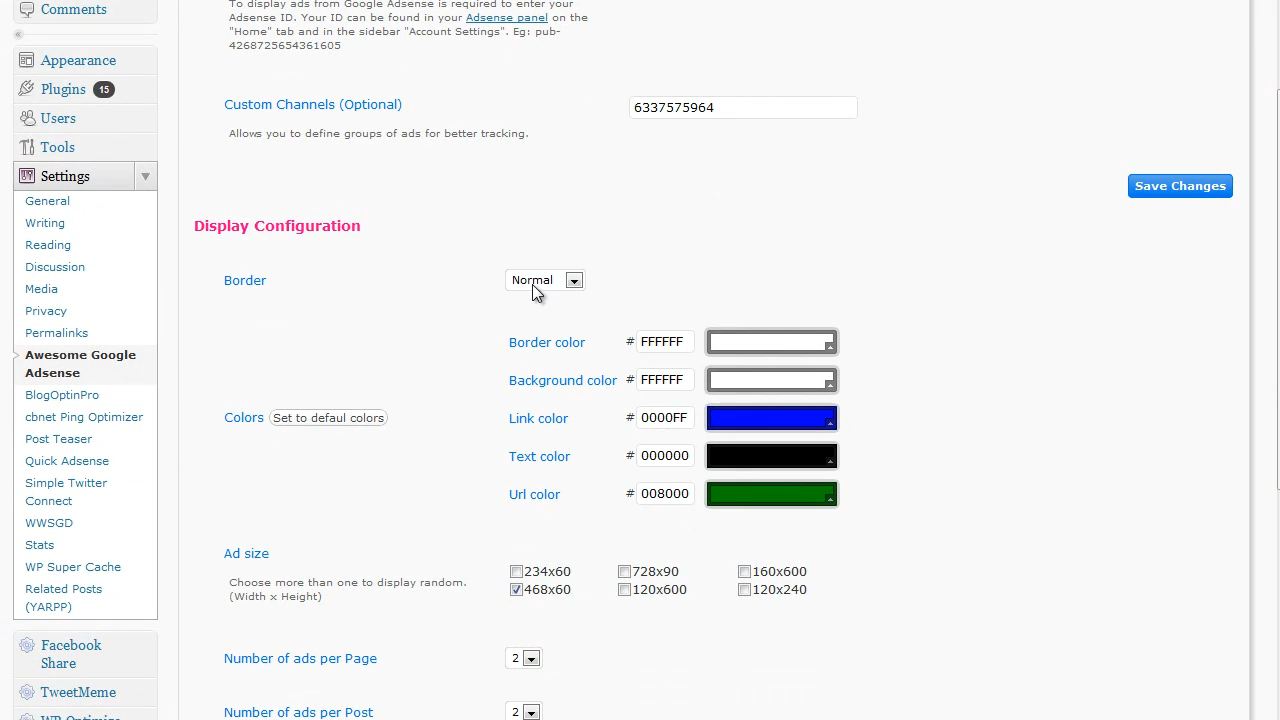 Comments
Appearance
Plugins 15
Users
Tools
Settings
General
Writing
Reading
Discussion
Media
Privacy
Permalinks
Awesome Google
Adsense
BlogOptinPro
cbnet Ping Optimizer
Post Teaser
Quick Adsense
Simple Twitter
Connect
WWSGD
Stats
WP Super Cache
Related Posts
(YARPP)
Facebook
Share
TweetMeme
WP Optimize
To display ads from Google Adsense is required to enter your
Adsense ID. Your ID can be found in your Adsense panel on the
"Home" tab and in the sidebar "Account Settings". Eg: pub-
4268725654361605
Custom Channels (Optional)
6337575964
Allows you to define groups of ads for better tracking.
Save Changes
Display Configuration
Border
Normal
Colors Set to defaul colors
Border color # FFFFFF
Background color # FFFFFF
Link color # 0000FF
Text color # 000000
Url color # 008000
Ad size
Choose more than one to display random.
(Width x Height)
234x60 728x90 160x600
468x60 120x600 120x240
Number of ads per Page 2
Number of ads per Post 2